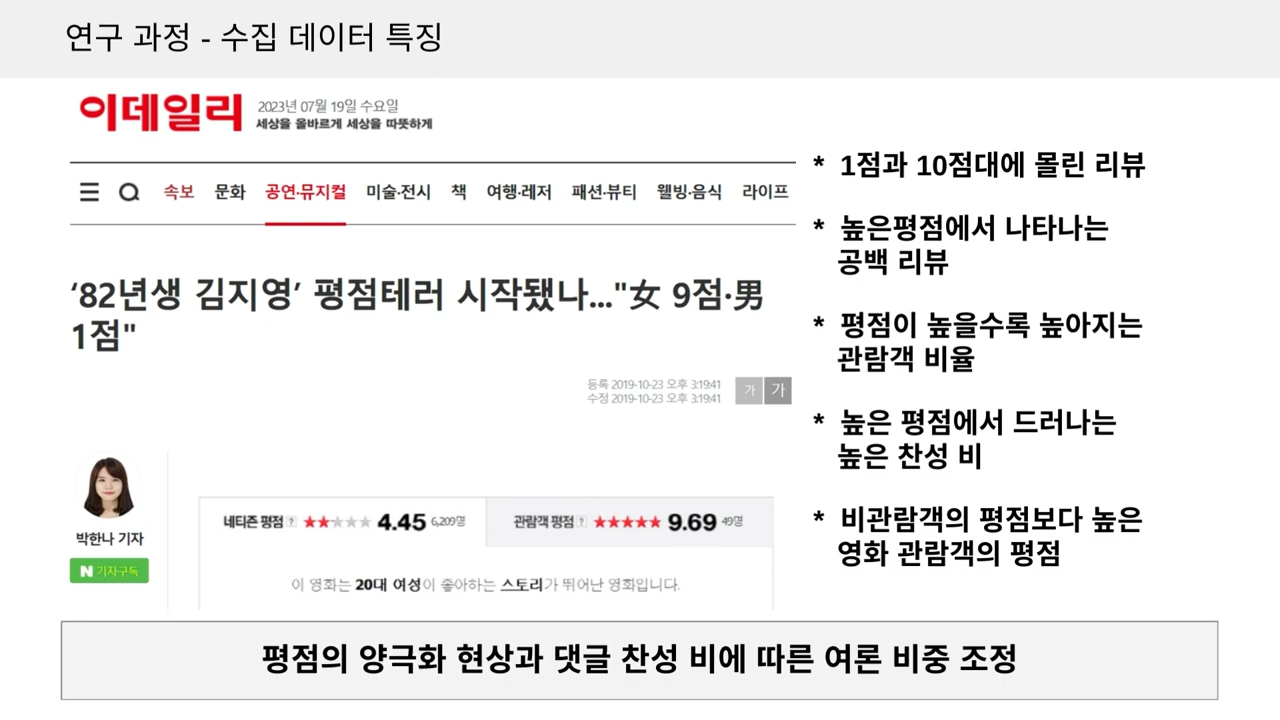 연구 과정 - 수집 데이터 특징
이데일리
2023년 07월 19일 수요일
세상을 올바르게 세상을 따뜻하게
속보 문화 공연·뮤지컬 미술·전시 책 여행·레저 패션·뷰티 웰빙·음식 라이프
‘82년생 김지영’ 평점테러 시작됐나..."女 9점·男
1점"
등록 2019-10-23 오후 3:19:41
수정 2019-10-23 오후 3:19:41
가 가
박한나 기자
N 기자구독
네티즌 평점 ? ★★★★★ 4.45 6,209명
관람객 평점 ? ★★★★★ 9.69 49명
이 영화는 20대 여성이 좋아하는 스토리가 뛰어난 영화입니다.
* 1점과 10점대에 몰린 리뷰
* 높은평점에서 나타나는
공백 리뷰
* 평점이 높을수록 높아지는
관람객 비율
* 높은 평점에서 드러나는
높은 찬성 비
* 비관람객의 평점보다 높은
영화 관람객의 평점
평점의 양극화 현상과 댓글 찬성 비에 따른 여론 비중 조정